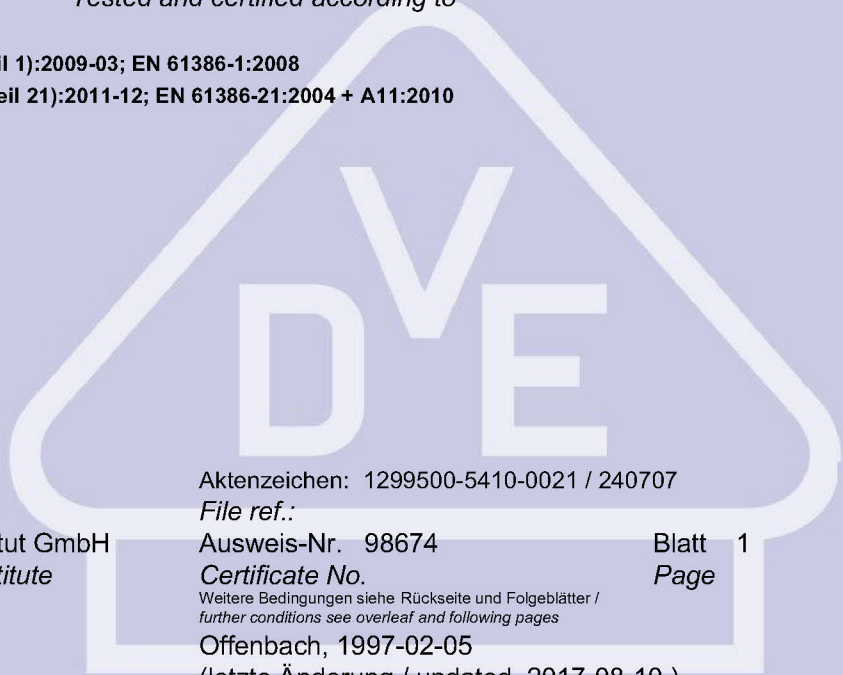 Tested and certified according to
il 1):2009-03; EN 61386-1:2008
eil 21):2011-12; EN 61386-21:2004 + A11:2010
V
D E
Aktenzeichen: 1299500-5410-0021 / 240707
File ref.:
tut GmbH Ausweis-Nr. 98674 Blatt 1
titute Certificate No. Page
Weitere Bedingungen siehe Rückseite und Folgeblätter /
further conditions see overleaf and following pages
Offenbach, 1997-02-05
(letzte Änderung / updated 2017-08-10 )